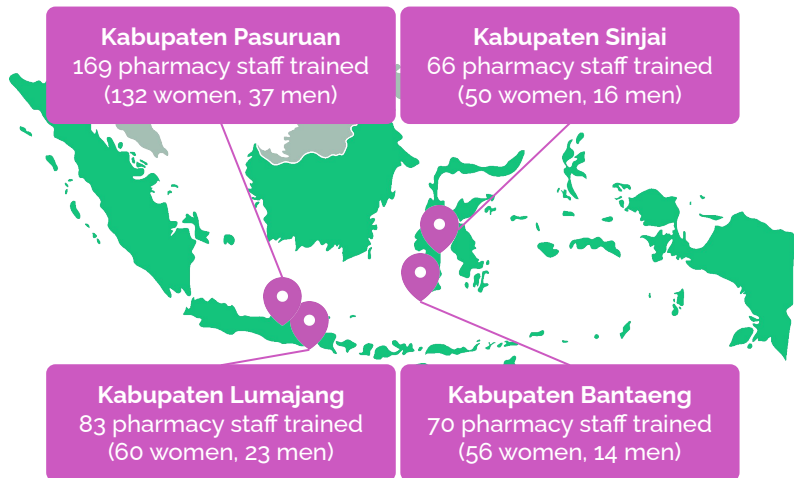 Kabupaten Pasuruan
169 pharmacy staff trained
(132 women, 37 men)
Kabupaten Sinjai
66 pharmacy staff trained
(50 women, 16 men)
Kabupaten Lumajang
83 pharmacy staff trained
(60 women, 23 men)
Kabupaten Bantaeng
70 pharmacy staff trained
(56 women, 14 men)